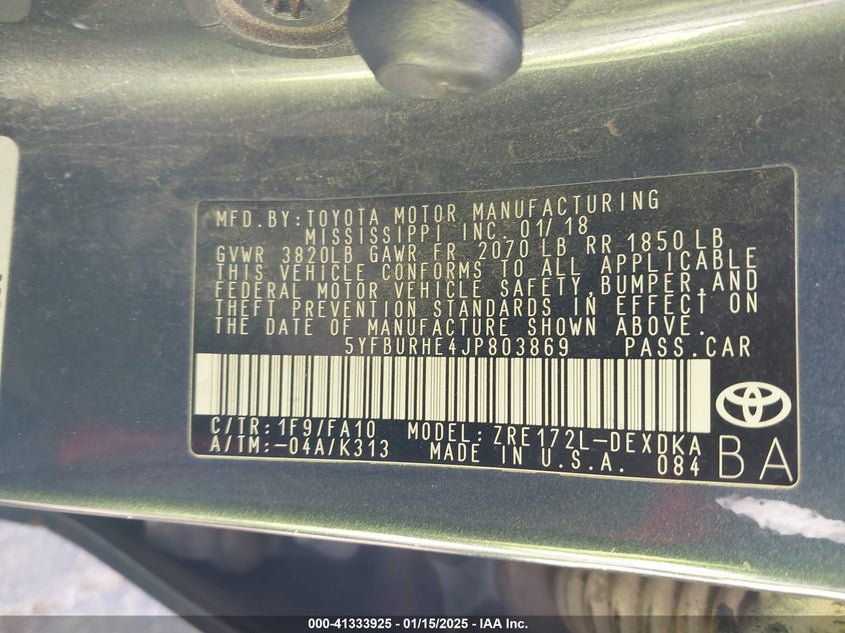 MFD.BY:TOYOTA MOTOR MANUFACTURING
MISSISSIPPI INC. 01/18
GVWR 3820LB GAWR FR 2070 LB RR 1850 LB
THIS VEHICLE CONFORMS TO ALL APPLICABLE
FEDERAL MOTOR VEHICLE SAFETY,BUMPER,AND
THEFT PREVENTION STANDARDS IN EFFECT ON
THE DATE OF MANUFACTURE SHOWN ABOVE.
5YFBURHE4JP803869 PASS.CAR
C/TR:1F9/FA10 MODEL:ZRE172L-DEXDKA
A/TM:-04A/K313 MADE IN U.S.A. 084
BA
000-41333925 - 01/15/2025 - IAA Inc.